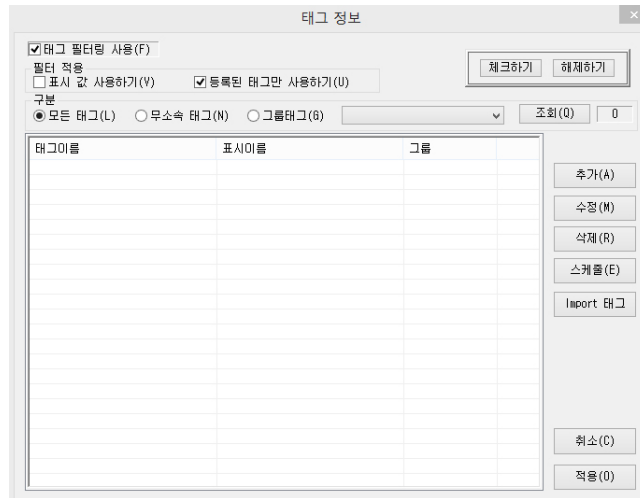 태그 정보
태그 필터링 사용(F)
필터 적용
표시 값 사용하기(V) 등록된 태그만 사용하기(U)
체크하기 해제하기
구분
모든 태그(L) 무소속 태그(N) 그룹태그(G) 조회(Q) 0
태그이름 표시이름 그룹
추가(A)
수정(M)
삭제(R)
스케줄(E)
Import 태그
취소(C)
적용(O)